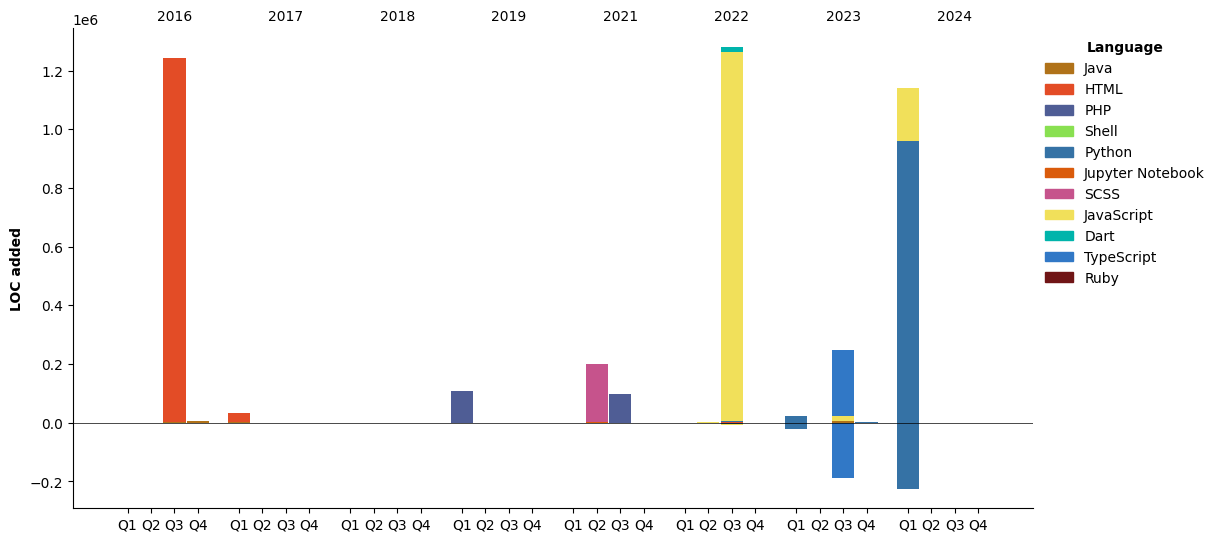 2016 2017 2018 2019 2021 2022 2023 2024
1e6
Language
Java
HTML
PHP
Shell
Python
Jupyter Notebook
SCSS
JavaScript
Dart
TypeScript
Ruby
LOC added
1.2
1.0
0.8
0.6
0.4
0.2
0.0
−0.2
Q1 Q2 Q3 Q4 Q1 Q2 Q3 Q4 Q1 Q2 Q3 Q4 Q1 Q2 Q3 Q4 Q1 Q2 Q3 Q4 Q1 Q2 Q3 Q4 Q1 Q2 Q3 Q4 Q1 Q2 Q3 Q4